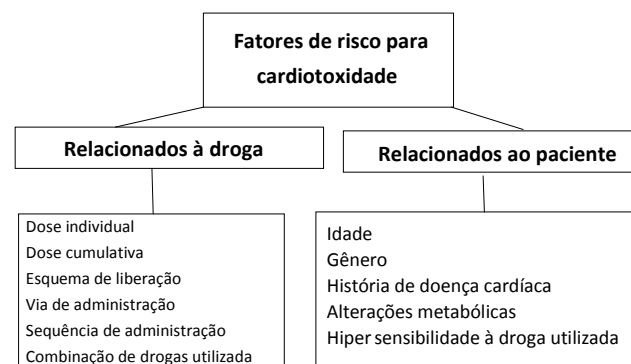 Fatores de risco para
cardiotoxidade
Relacionados à droga
Relacionados ao paciente
Dose individual
Dose cumulativa
Esquema de liberação
Via de administração
Sequência de administração
Combinação de drogas utilizada
Idade
Gênero
História de doença cardíaca
Alterações metabólicas
Hiper sensibilidade à droga utilizada